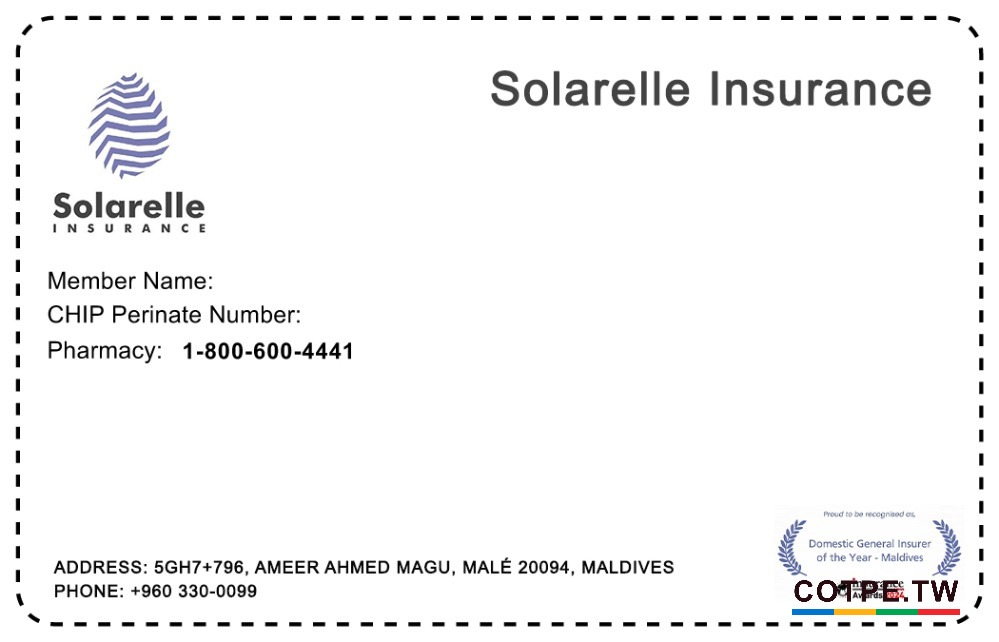 Solarelle Insurance
Solarelle
INSURANCE
Member Name:
CHIP Perinate Number:
Pharmacy: 1-800-600-4441
Proud to be recognised as,
Domestic General Insurer
of the Year - Maldives
Insurance
Awards 2024
COTPE.TW
ADDRESS: 5GH7+796, AMEER AHMED MAGU, MALÉ 20094, MALDIVES
PHONE: +960 330-0099